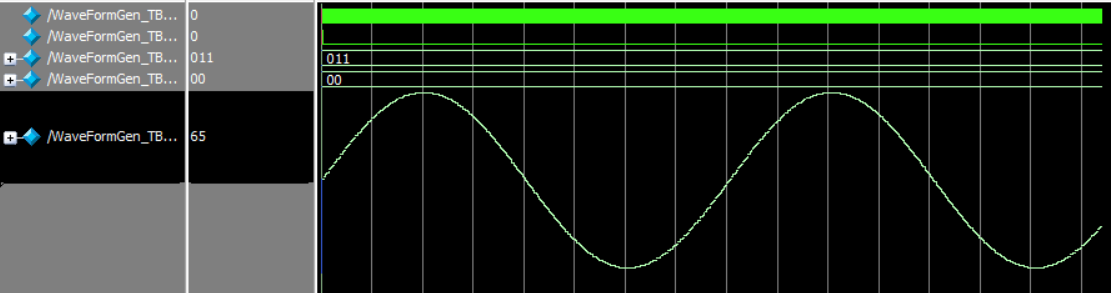 /WaveFormGen_TB... 0
/WaveFormGen_TB... 0
/WaveFormGen_TB... 011 011
/WaveFormGen_TB... 00 00
/WaveFormGen_TB... 65